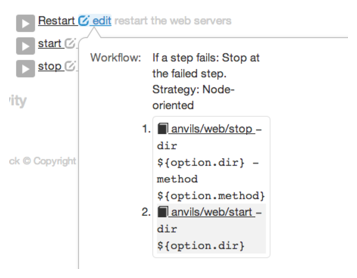 Restart edit restart the web servers
start
stop
Workflow: If a step fails: Stop at
the failed step.
Strategy: Node-
oriented
ivity
1. anvils/web/stop –
dir
${option.dir} –
method
${option.method}
ck © Copyright
2. anvils/web/start –
dir
${option.dir}